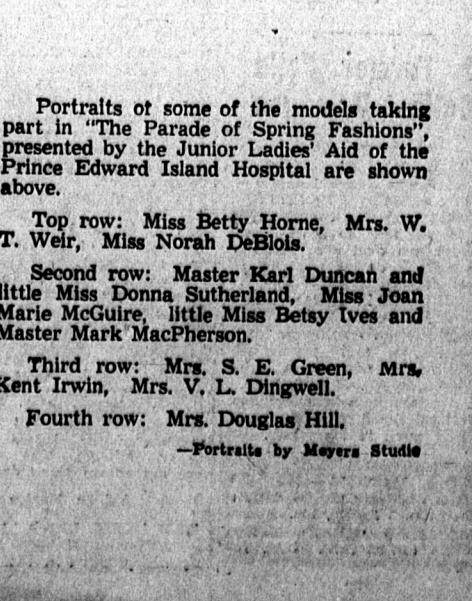 Portraits of some of the models taking
part in "The Parade of Spring Fashions",
presented by the Junior Ladies' Aid of the
Prince Edward Island Hospital are shown
above.
Top row: Miss Betty Horne, Mrs. W.
T. Weir, Miss Norah DeBlois.
Second row: Master Karl Duncan and
little Miss Donna Sutherland, Miss Joan
Marie McGuire, little Miss Betsy Ives and
Master Mark MacPherson.
Third row: Mrs. S. E. Green, Mrs.
Kent Irwin, Mrs. V. L. Dingwell.
Fourth row: Mrs. Douglas Hill.
—Portraits by Meyers Studio